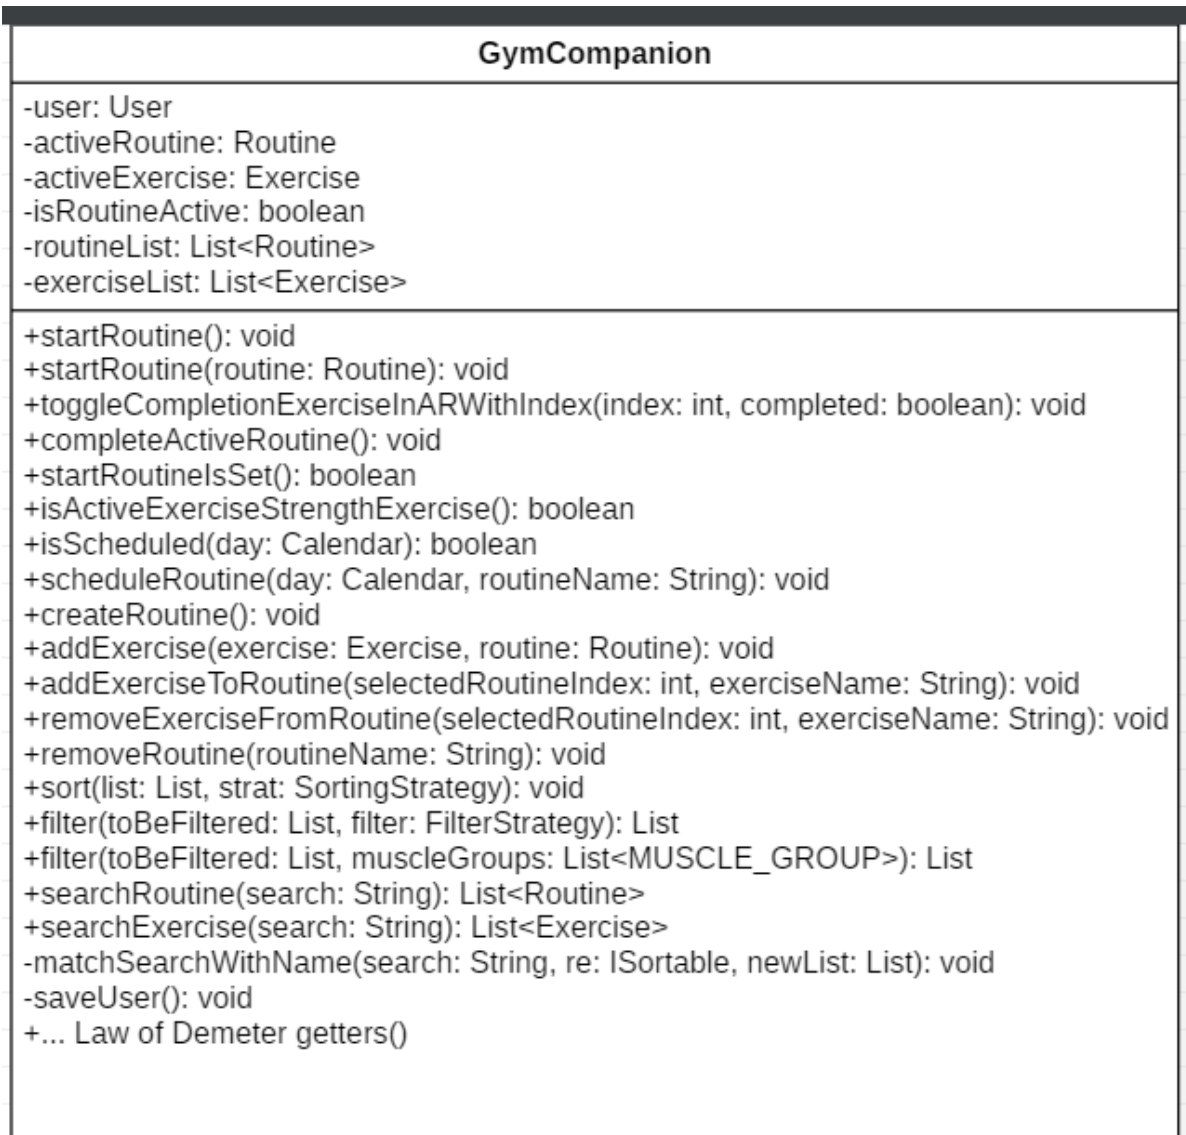 GymCompanion
-user: User
-activeRoutine: Routine
-activeExercise: Exercise
-isRoutineActive: boolean
-routineList: List<Routine>
-exerciseList: List<Exercise>
+startRoutine(): void
+startRoutine(routine: Routine): void
+toggleCompletionExerciseInARWithIndex(index: int, completed: boolean): void
+completeActiveRoutine(): void
+startRoutineIsSet(): boolean
+isActiveExerciseStrengthExercise(): boolean
+isScheduled(day: Calendar): boolean
+scheduleRoutine(day: Calendar, routineName: String): void
+createRoutine(): void
+addExercise(exercise: Exercise, routine: Routine): void
+addExerciseToRoutine(selectedRoutineIndex: int, exerciseName: String): void
+removeExerciseFromRoutine(selectedRoutineIndex: int, exerciseName: String): void
+removeRoutine(routineName: String): void
+sort(list: List, strat: SortingStrategy): void
+filter(toBeFiltered: List, filter: FilterStrategy): List
+filter(toBeFiltered: List, muscleGroups: List<MUSCLE_GROUP>): List
+searchRoutine(search: String): List<Routine>
+searchExercise(search: String): List<Exercise>
-matchSearchWithName(search: String, re: ISortable, newList: List): void
-saveUser(): void
+... Law of Demeter getters()